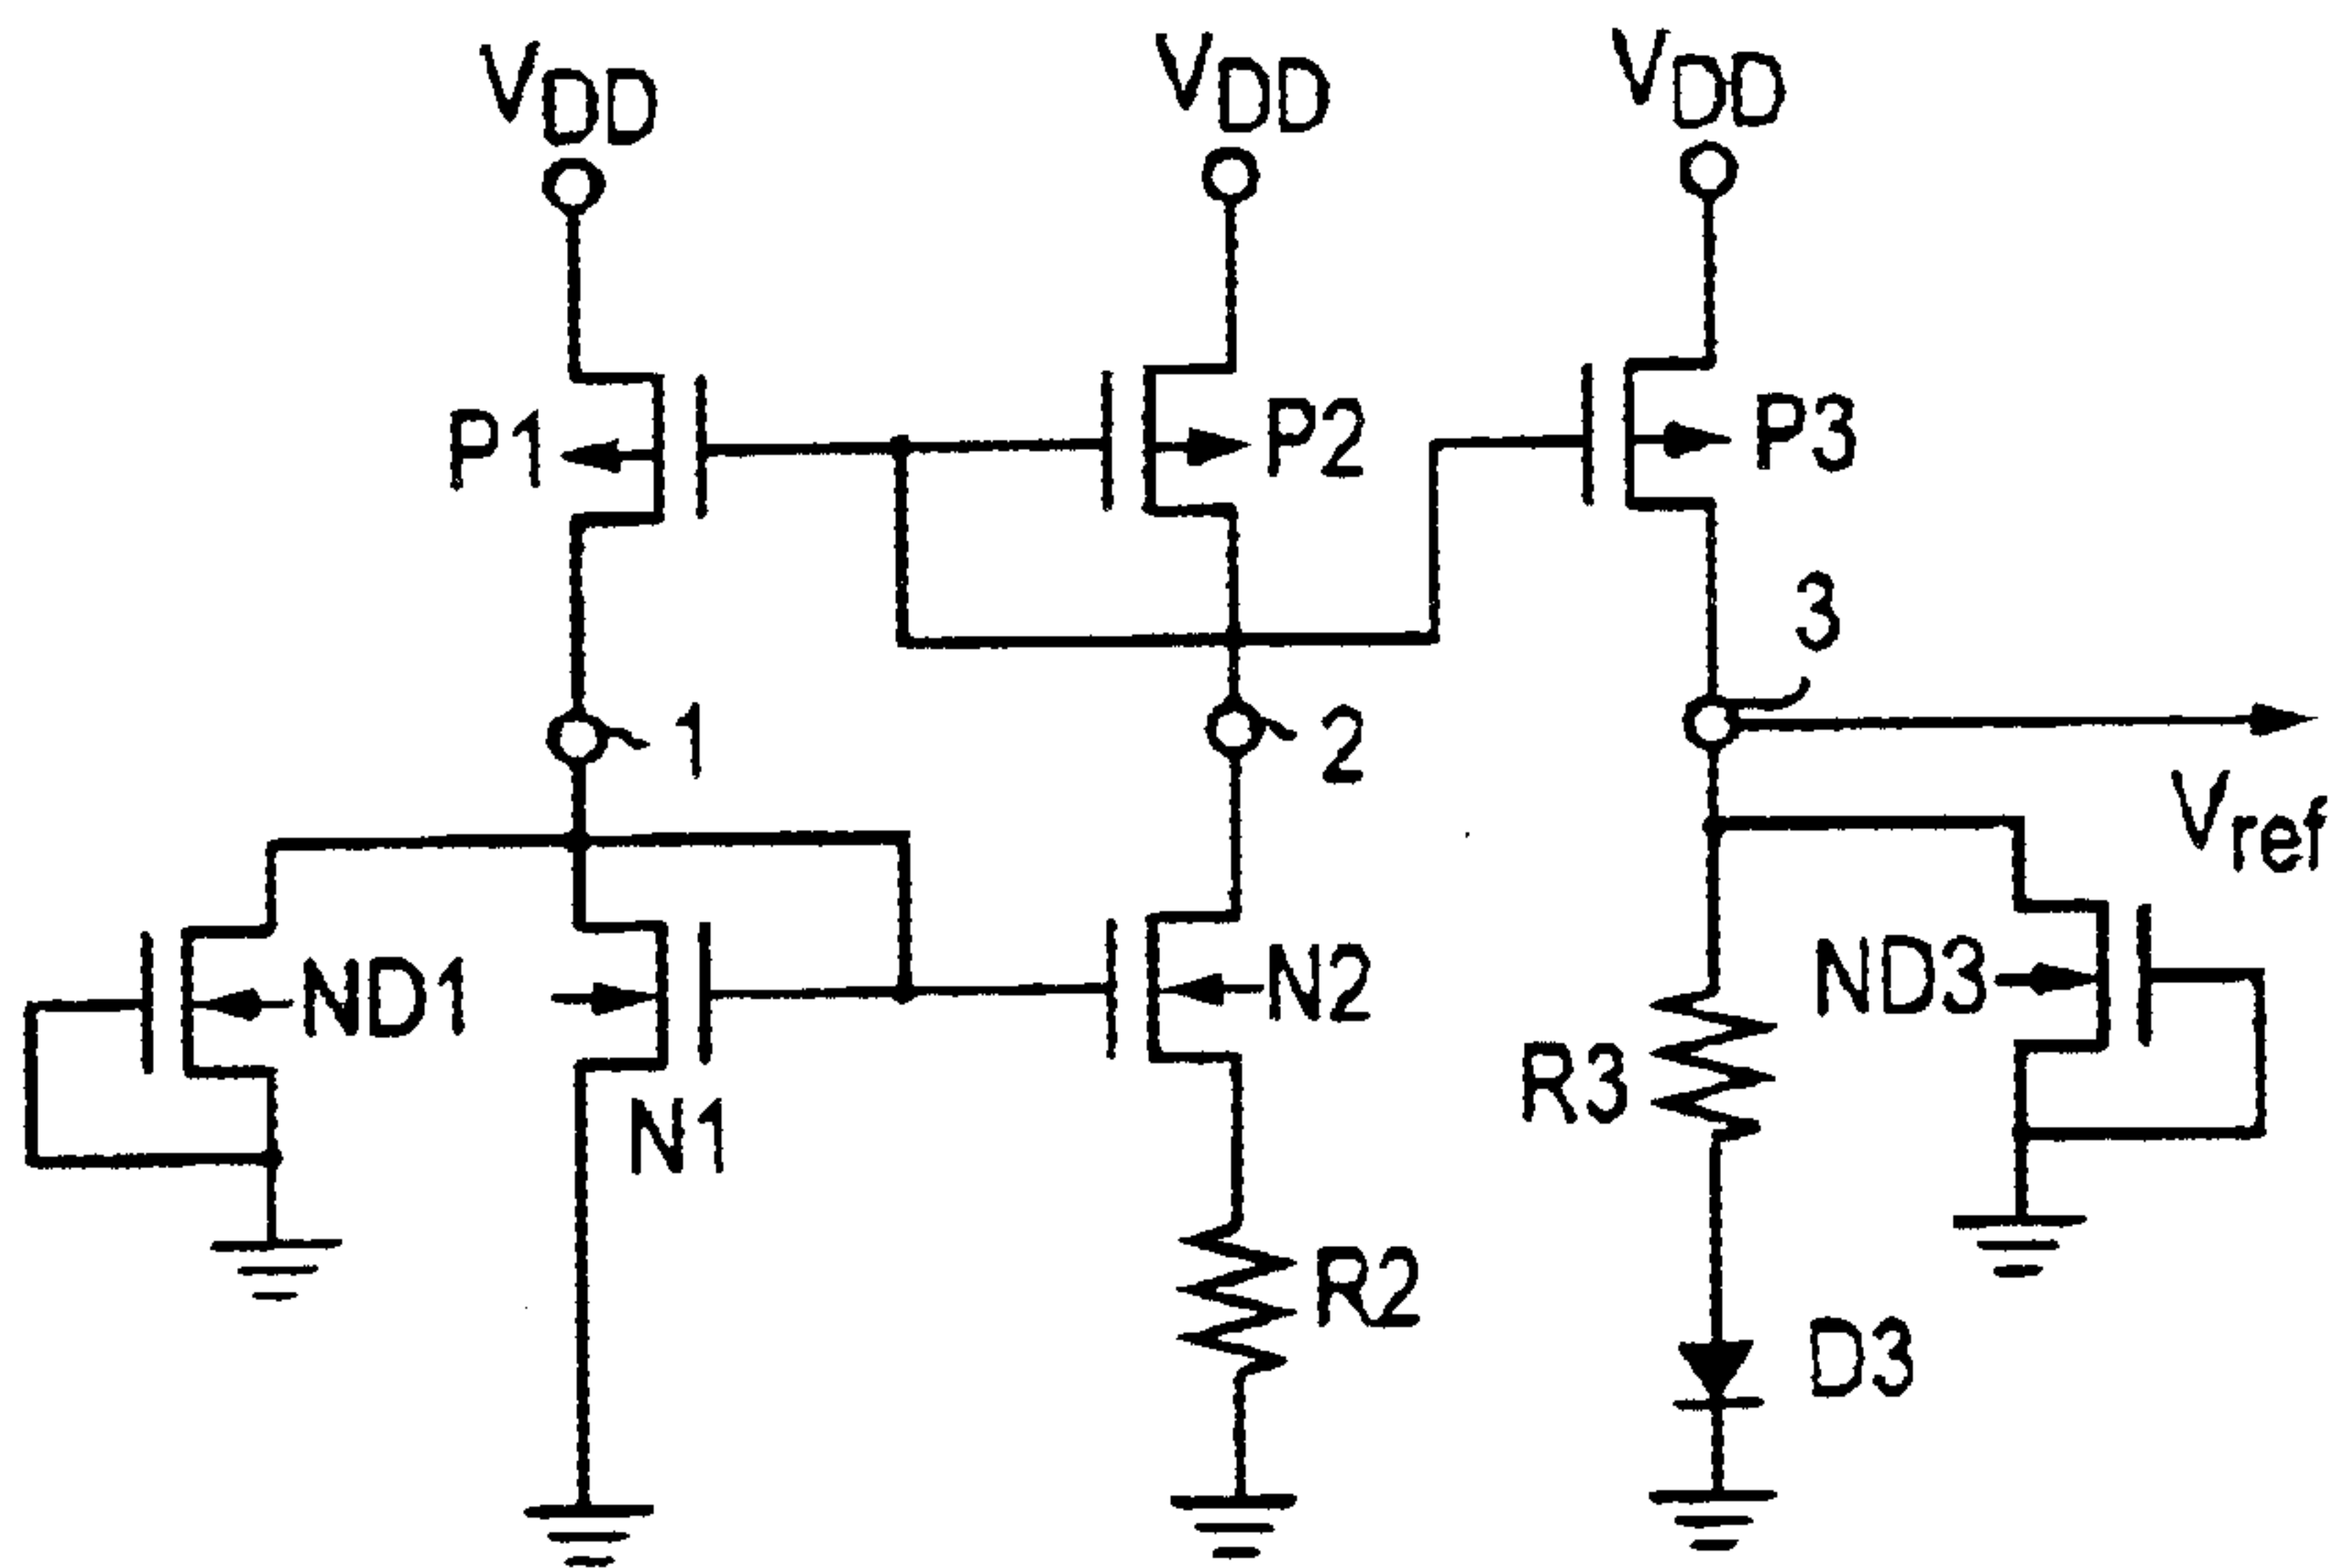 VDD VDD VDD
P1 P2 P3
3
1 2
Vref
ND1 N2 ND3
R3
N1
R2
D3